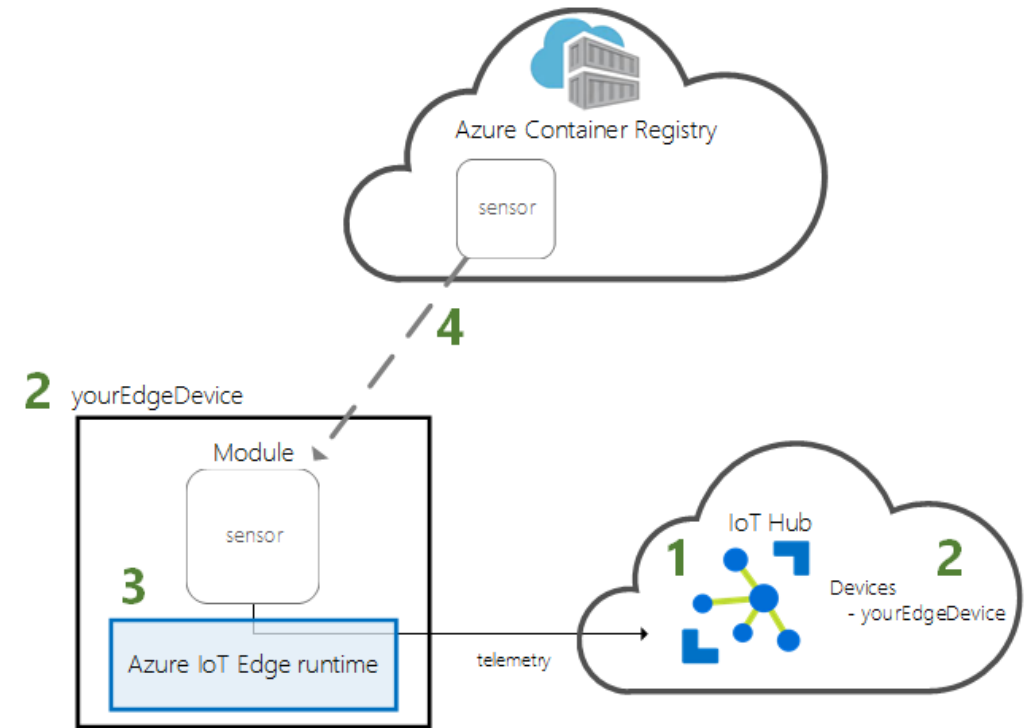 Azure Container Registry
sensor
4
2 yourEdgeDevice
Module
sensor
3
Azure IoT Edge runtime
telemetry
IoT Hub
1
2
Devices
- yourEdgeDevice